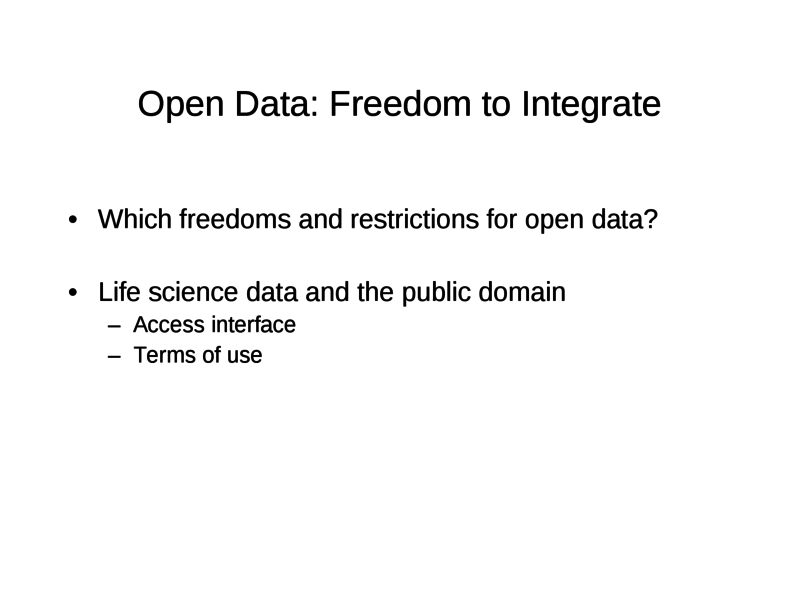 Open Data: Freedom to Integrate
• Which freedoms and restrictions for open data?
• Life science data and the public domain
– Access interface
– Terms of use